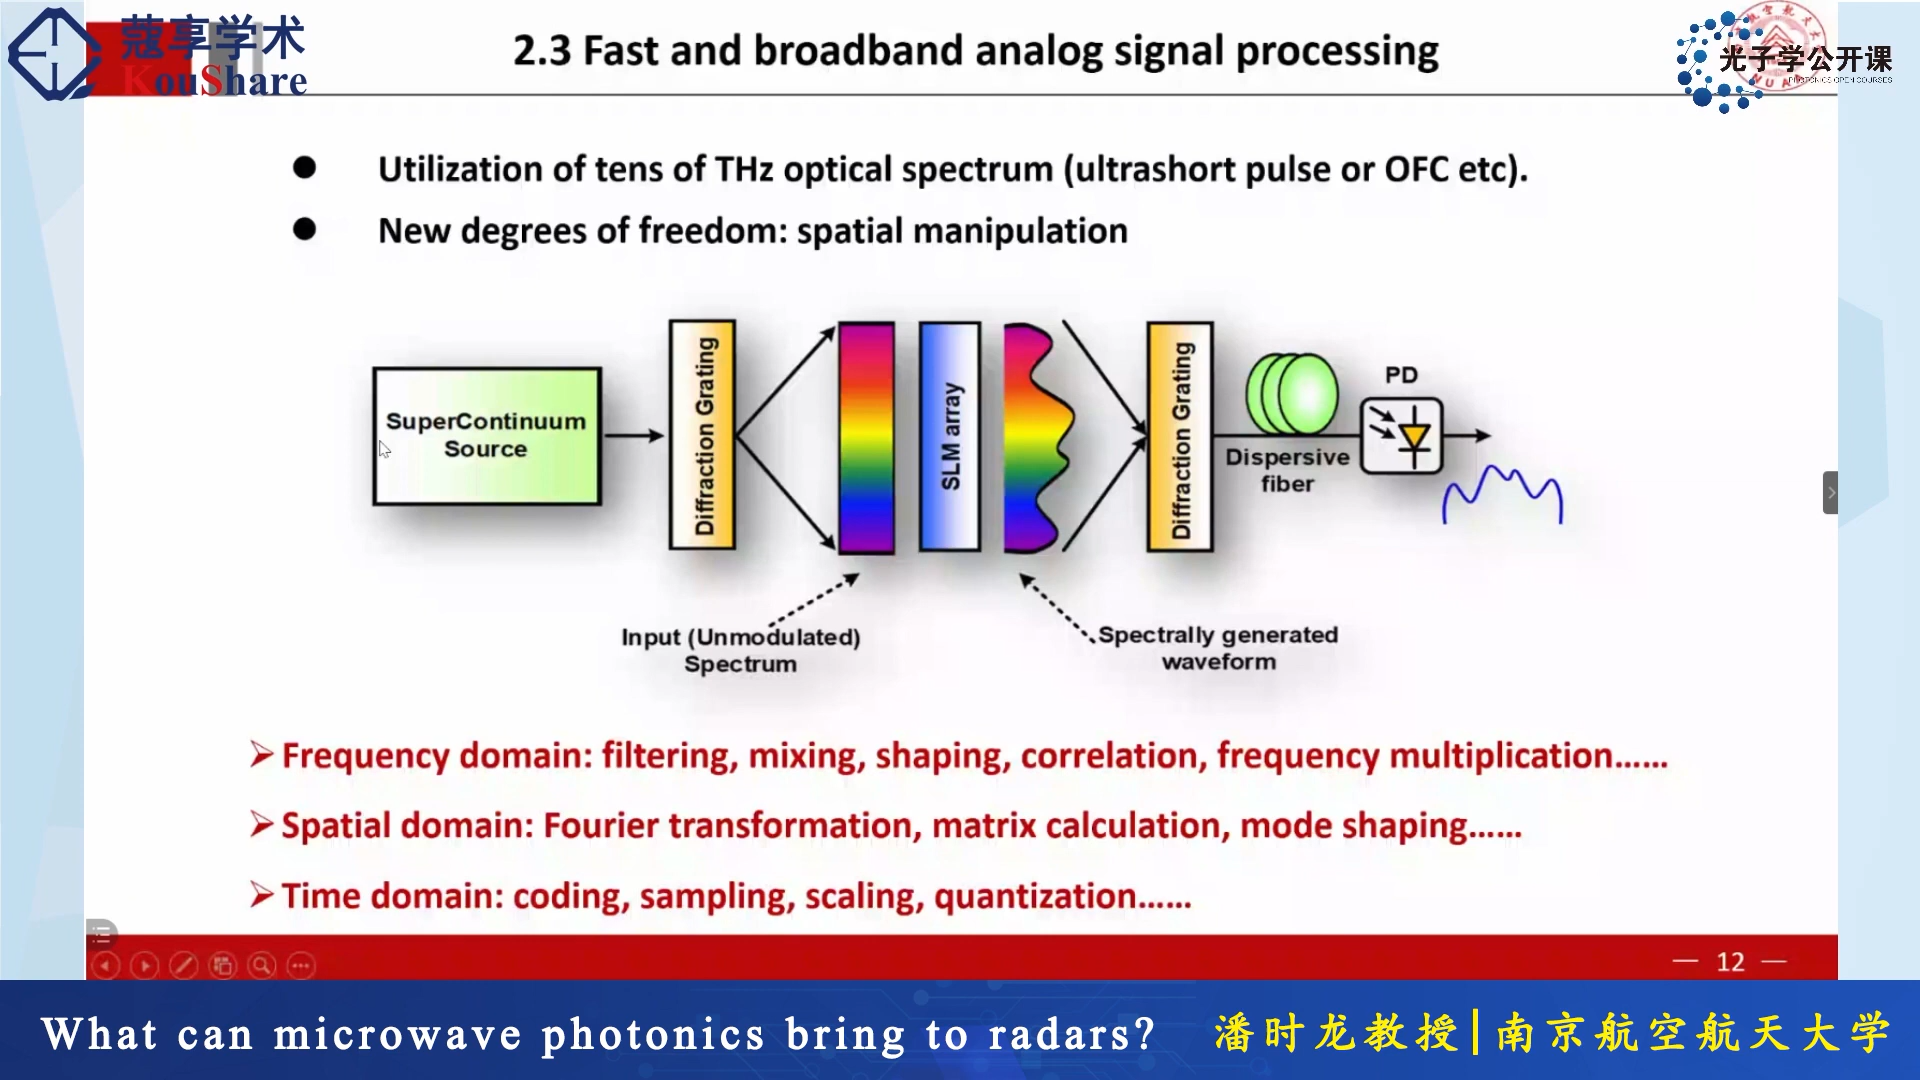 蔻享学术
KouShare
2.3 Fast and broadband analog signal processing
光子学公开课
PHOTONICS OPEN COURSES
● Utilization of tens of THz optical spectrum (ultrashort pulse or OFC etc).
● New degrees of freedom: spatial manipulation
SuperContinuum
Source
Diffraction Grating
SLM array
Diffraction Grating
PD
Dispersive
fiber
Input (Unmodulated)
Spectrum
Spectrally generated
waveform
➢ Frequency domain: filtering, mixing, shaping, correlation, frequency multiplication……
➢ Spatial domain: Fourier transformation, matrix calculation, mode shaping……
➢ Time domain: coding, sampling, scaling, quantization……
— 12 —
What can microwave photonics bring to radars?
潘时龙教授|南京航空航天大学